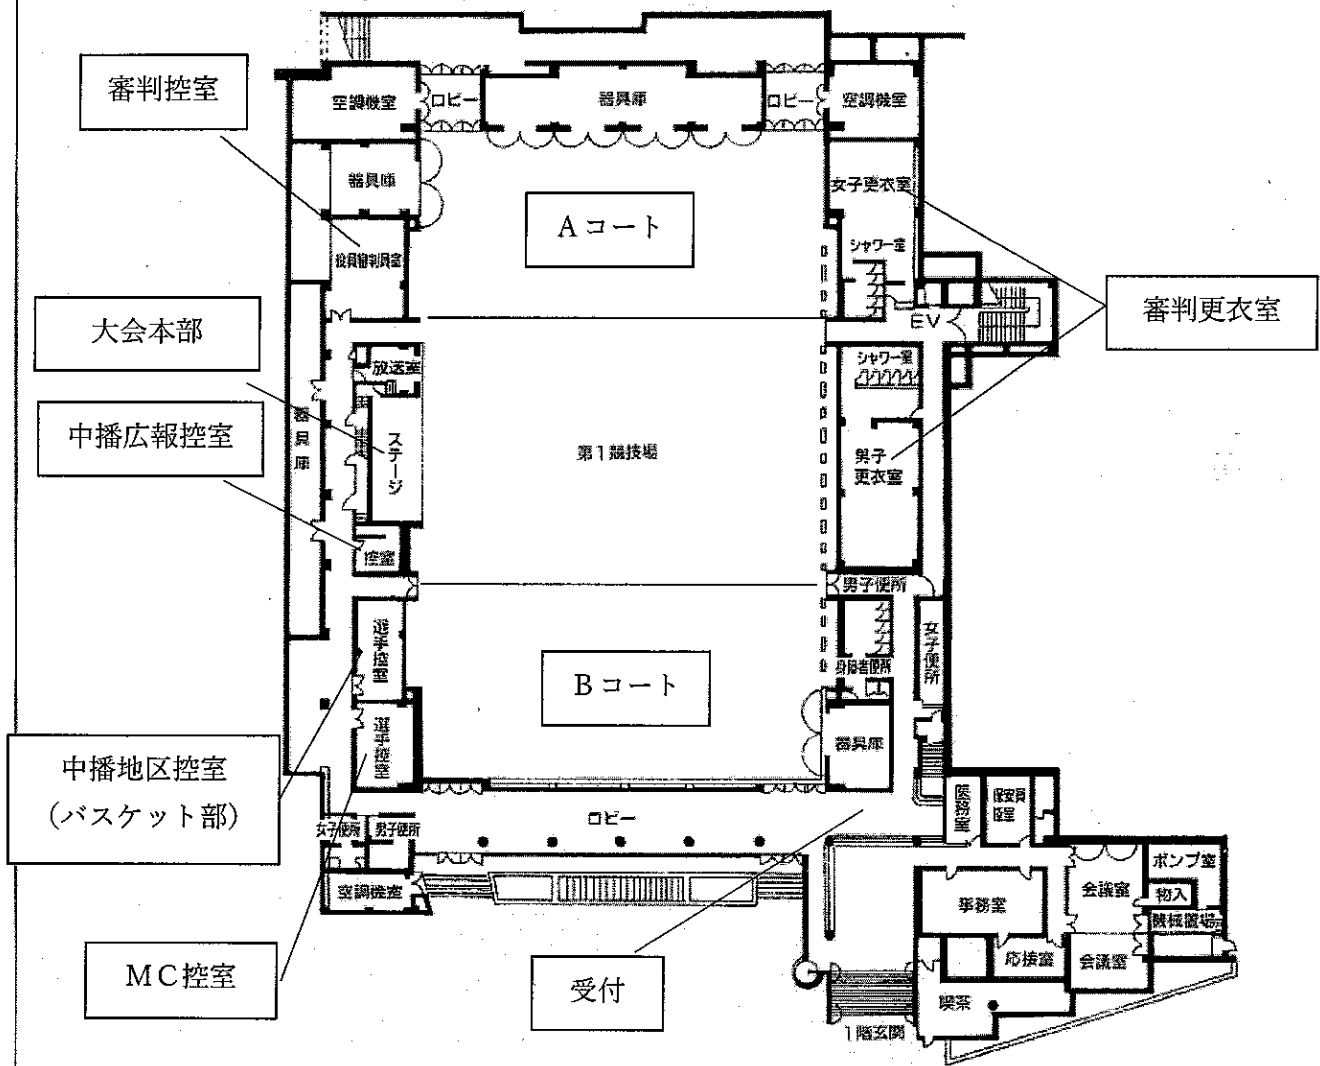 審判控室
空調機室
ロビー
器具庫
ロビー
空調機室
器具庫
女子更衣室
Aコート
シャワー室
役員審判員室
大会本部
EV
審判更衣室
放送室
シャワー室
中播広報控室
器具庫
ステージ
第1競技場
男子
更衣室
控室
男子便所
選手控室
女子便所
身障者便所
Bコート
選手控室
器具庫
中播地区控室
(バスケット部)
医務室
保安員
控室
ロビー
女子便所
男子便所
空調機室
会議室
ポンプ室
物入
事務室
機械置場
MC控室
受付
応接室
会議室
喫茶
1階玄関